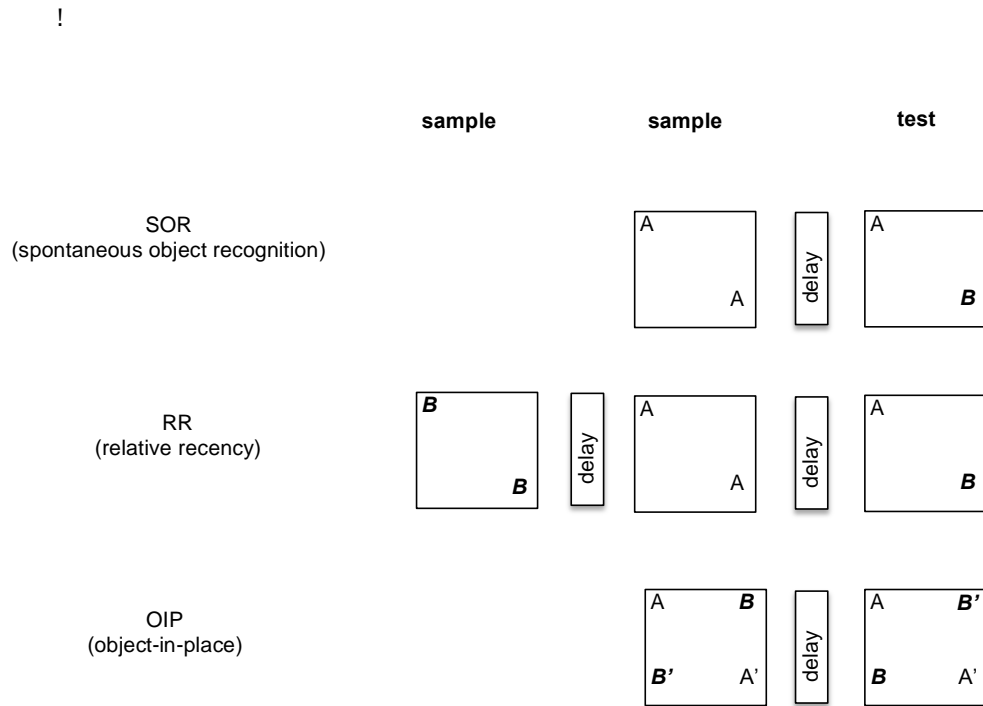 !
sample sample test
SOR
(spontaneous object recognition)
A
A
delay
A
B
RR
(relative recency)
B
B
delay
A
A
delay
A
B
OIP
(object-in-place)
A B
B’ A’
delay
A B’
B A’